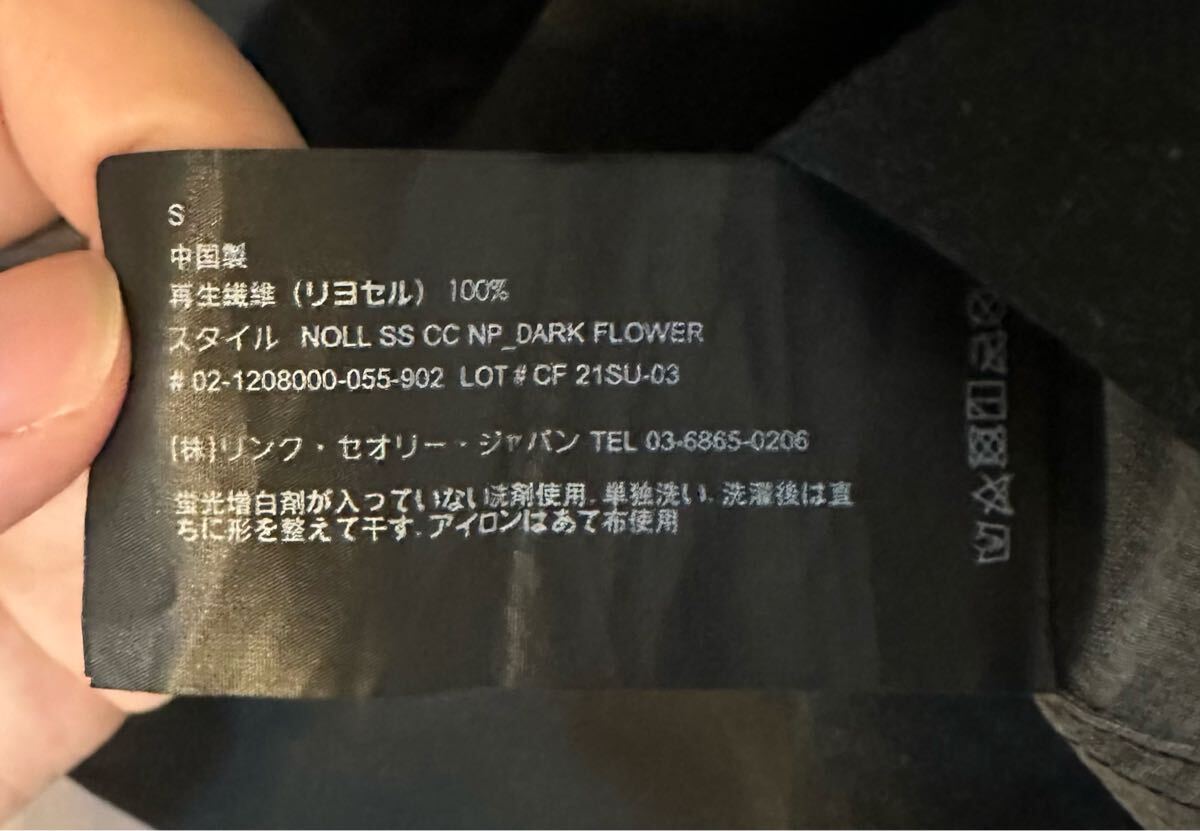 S
中国製
再生繊維 (リヨセル) 100%
スタイル NOLL SS CC NP_DARK FLOWER
# 02-1208000-055-902 LOT # CF 21SU-03
(株)リンク・セオリー・ジャパン TEL 03-6865-0206
蛍光増白剤が入っていない洗剤使用. 単独洗い. 洗濯後は直
ちに形を整えて干す. アイロンはあて布使用